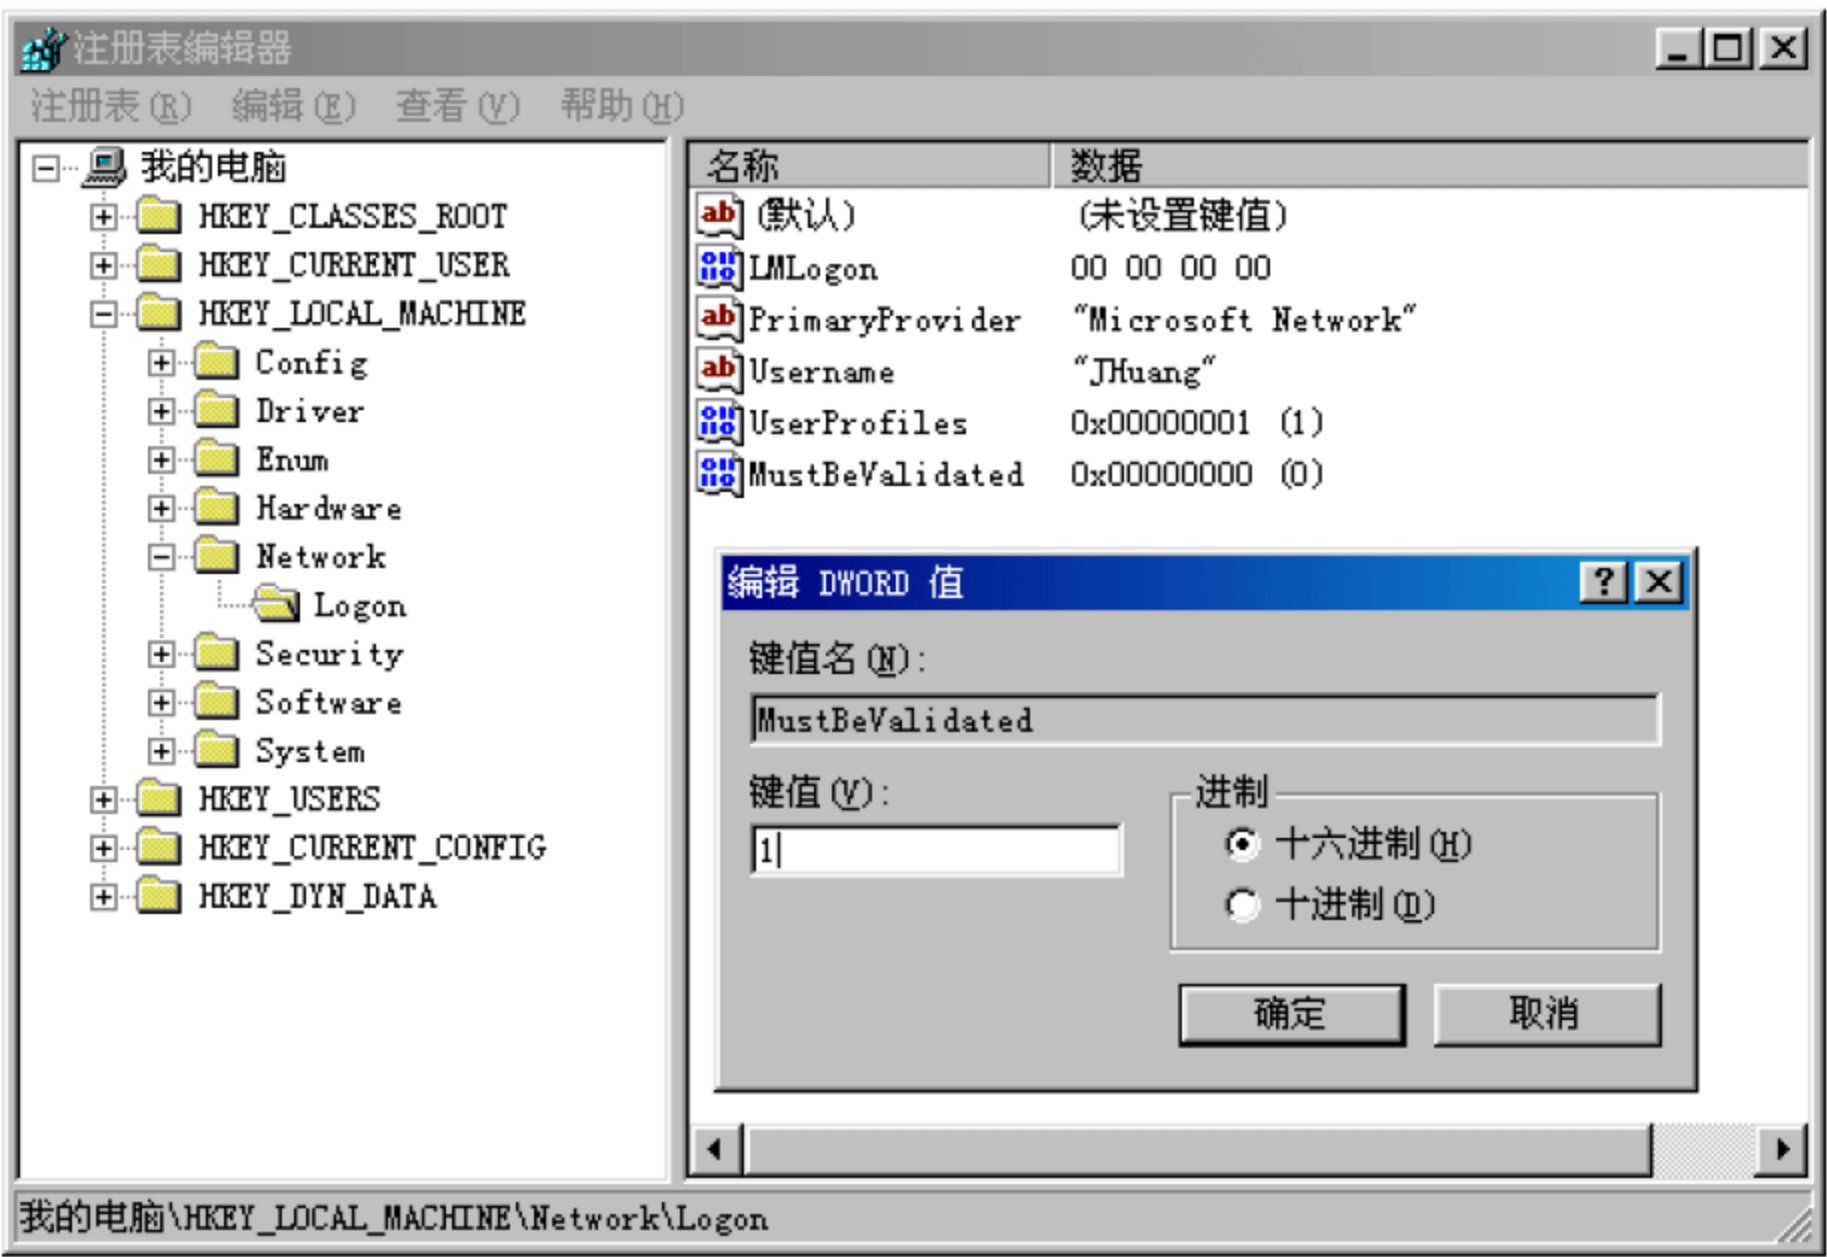 注册表编辑器
注册表(R) 编辑(E) 查看(V) 帮助(H)
我的电脑
HKEY_CLASSES_ROOT
HKEY_CURRENT_USER
HKEY_LOCAL_MACHINE
Config
Driver
Enum
Hardware
Network
Logon
Security
Software
System
HKEY_USERS
HKEY_CURRENT_CONFIG
HKEY_DYN_DATA
名称 数据
(默认) (未设置键值)
LMLogon 00 00 00 00
PrimaryProvider "Microsoft Network"
Username "JHuang"
UserProfiles 0x00000001 (1)
MustBeValidated 0x00000000 (0)
编辑 DWORD 值
键值名(N):
MustBeValidated
键值(V):
1
进制
十六进制(H)
十进制(D)
确定 取消
我的电脑\HKEY_LOCAL_MACHINE\Network\Logon